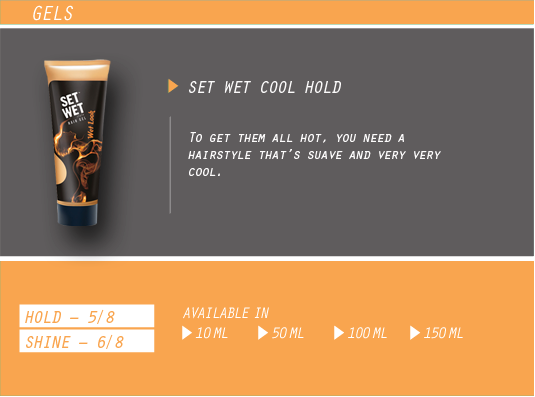 GELS
SET
WET
HAIR GEL
Wet Look
SET WET COOL HOLD
TO GET THEM ALL HOT, YOU NEED A
HAIRSTYLE THAT'S SUAVE AND VERY VERY
COOL.
HOLD – 5/8
SHINE – 6/8
AVAILABLE IN
10 ML 50 ML 100 ML 150 ML